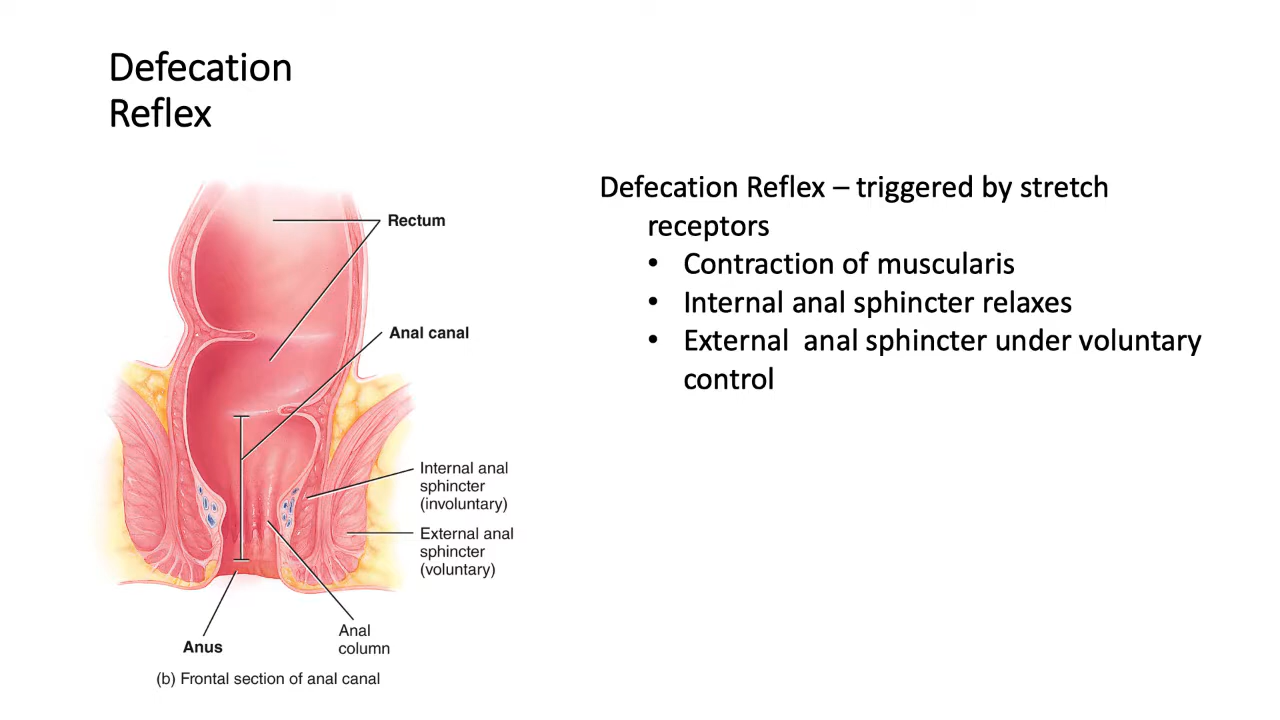 Defecation
Reflex
Defecation Reflex – triggered by stretch
receptors
• Contraction of muscularis
• Internal anal sphincter relaxes
• External  anal sphincter under voluntary
control
Rectum
Anal canal
Internal anal
sphincter
(involuntary)
External anal
sphincter
(voluntary)
Anal
column
Anus
(b) Frontal section of anal canal